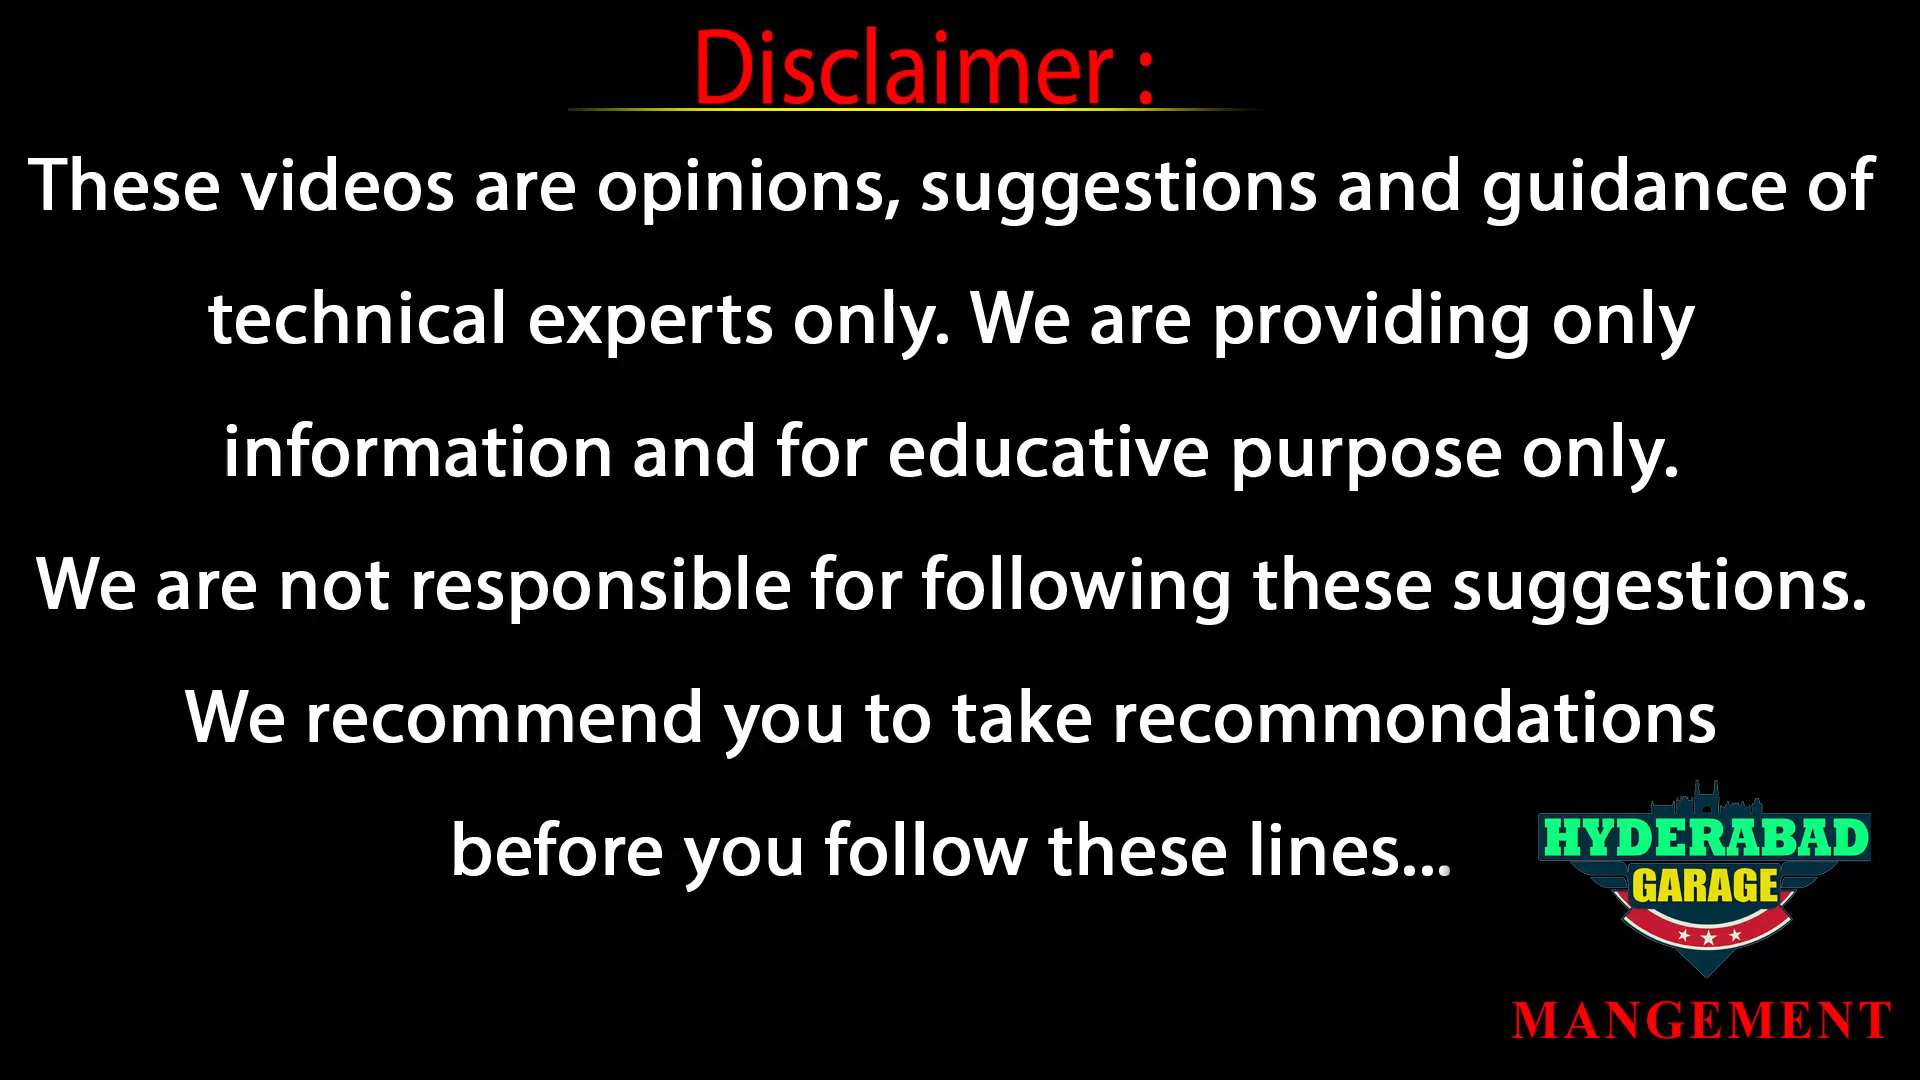 Disclaimer :
These videos are opinions, suggestions and guidance of
technical experts only. We are providing only
information and for educative purpose only.
We are not responsible for following these suggestions.
We recommend you to take recommondations
before you follow these lines...
HYDERABAD
GARAGE
MANGEMENT